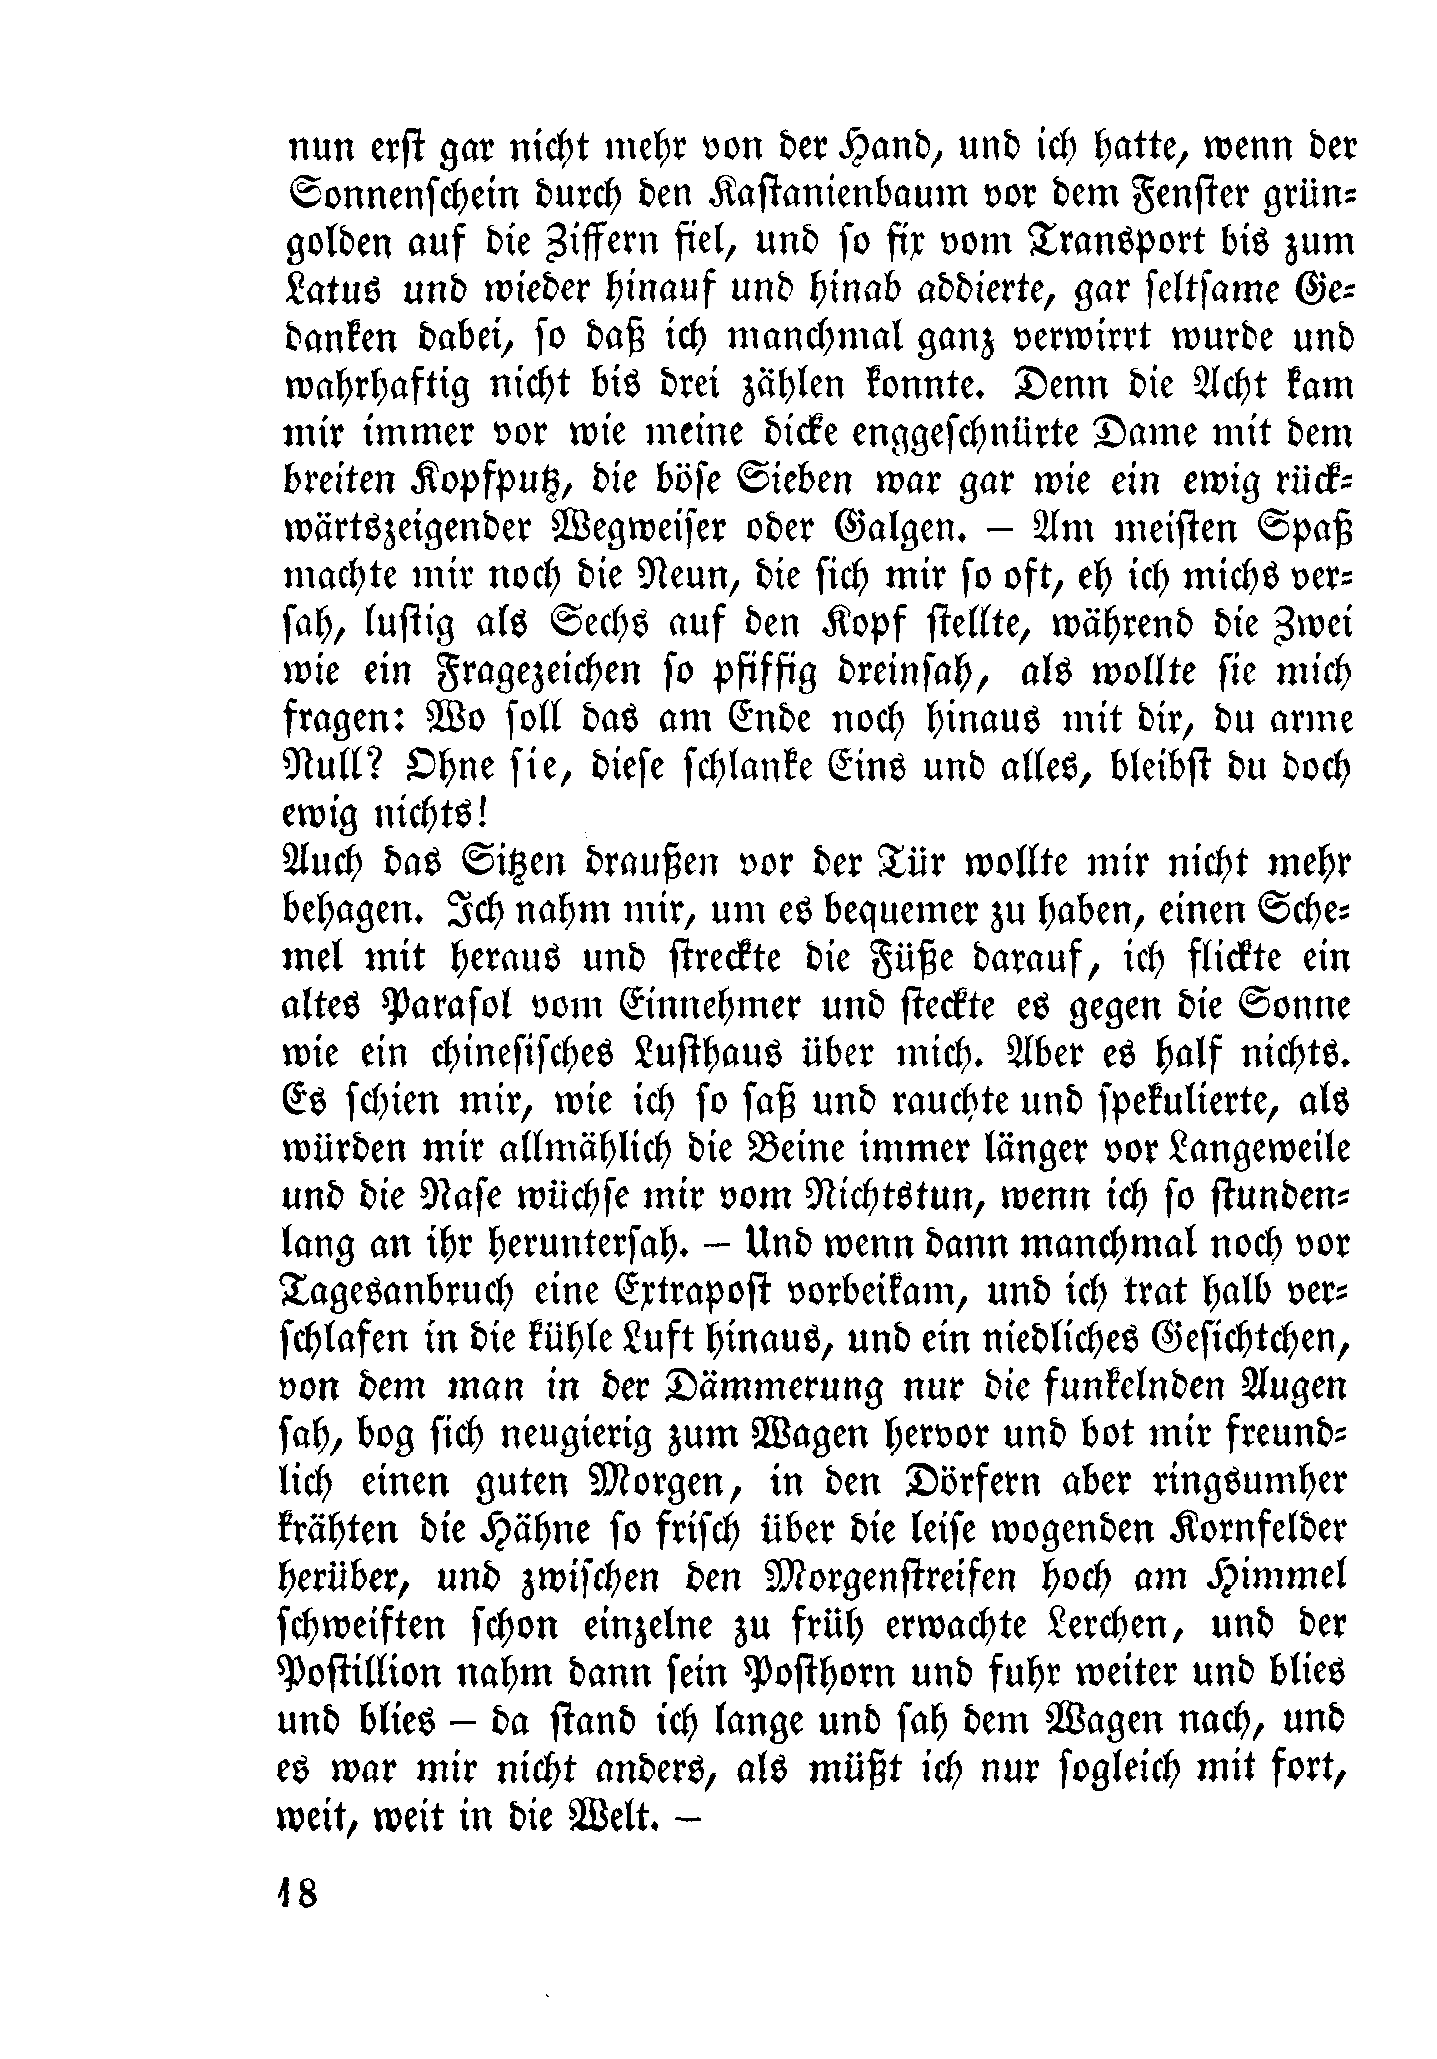 nun erst gar nicht mehr von der Hand, und ich hatte, wenn der
Sonnenschein durch den Kastanienbaum vor dem Fenster grün-
golden auf die Ziffern fiel, und so fix vom Transport bis zum
Latus und wieder hinauf und hinab addierte, gar seltsame Ge-
danken dabei, so daß ich manchmal ganz verwirrt wurde und
wahrhaftig nicht bis drei zählen konnte. Denn die Acht kam
mir immer vor wie meine dicke enggeschnürte Dame mit dem
breiten Kopfputz, die böse Sieben war gar wie ein ewig rück-
wärtszeigender Wegweiser oder Galgen. – Am meisten Spaß
machte mir noch die Neun, die sich mir so oft, eh ich michs ver-
sah, lustig als Sechs auf den Kopf stellte, während die Zwei
wie ein Fragezeichen so pfiffig dreinsah, als wollte sie mich
fragen: Wo soll das am Ende noch hinaus mit dir, du arme
Null? Ohne sie, diese schlanke Eins und alles, bleibst du doch
ewig nichts!
Auch das Sitzen draußen vor der Tür wollte mir nicht mehr
behagen. Ich nahm mir, um es bequemer zu haben, einen Sche-
mel mit heraus und streckte die Füße darauf, ich flickte ein
altes Parasol vom Einnehmer und steckte es gegen die Sonne
wie ein chinesisches Lusthaus über mich. Aber es half nichts.
Es schien mir, wie ich so saß und rauchte und spekulierte, als
würden mir allmählich die Beine immer länger vor Langeweile
und die Nase wüchse mir vom Nichtstun, wenn ich so stunden-
lang an ihr heruntersah. – Und wenn dann manchmal noch vor
Tagesanbruch eine Extrapost vorbeikam, und ich trat halb ver-
schlafen in die kühle Luft hinaus, und ein niedliches Gesichtchen,
von dem man in der Dämmerung nur die funkelnden Augen
sah, bog sich neugierig zum Wagen hervor und bot mir freund-
lich einen guten Morgen, in den Dörfern aber ringsumher
krähten die Hähne so frisch über die leise wogenden Kornfelder
herüber, und zwischen den Morgenstreifen hoch am Himmel
schweiften schon einzelne zu früh erwachte Lerchen, und der
Postillion nahm dann sein Posthorn und fuhr weiter und blies
und blies – da stand ich lange und sah dem Wagen nach, und
es war mir nicht anders, als müßt ich nur sogleich mit fort,
weit, weit in die Welt. –
18